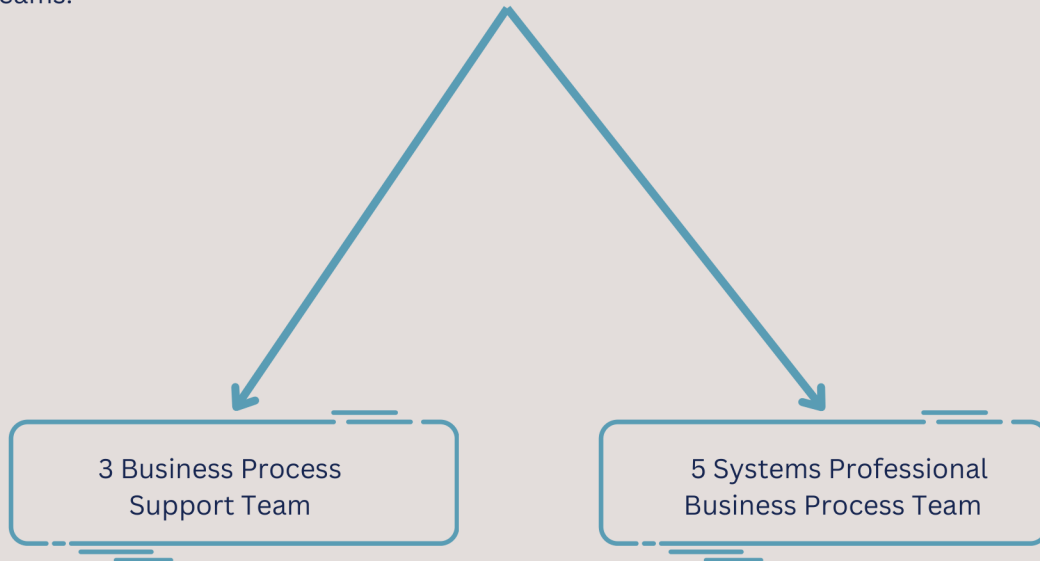 3 Business Process
Support Team
5 Systems Professional
Business Process Team